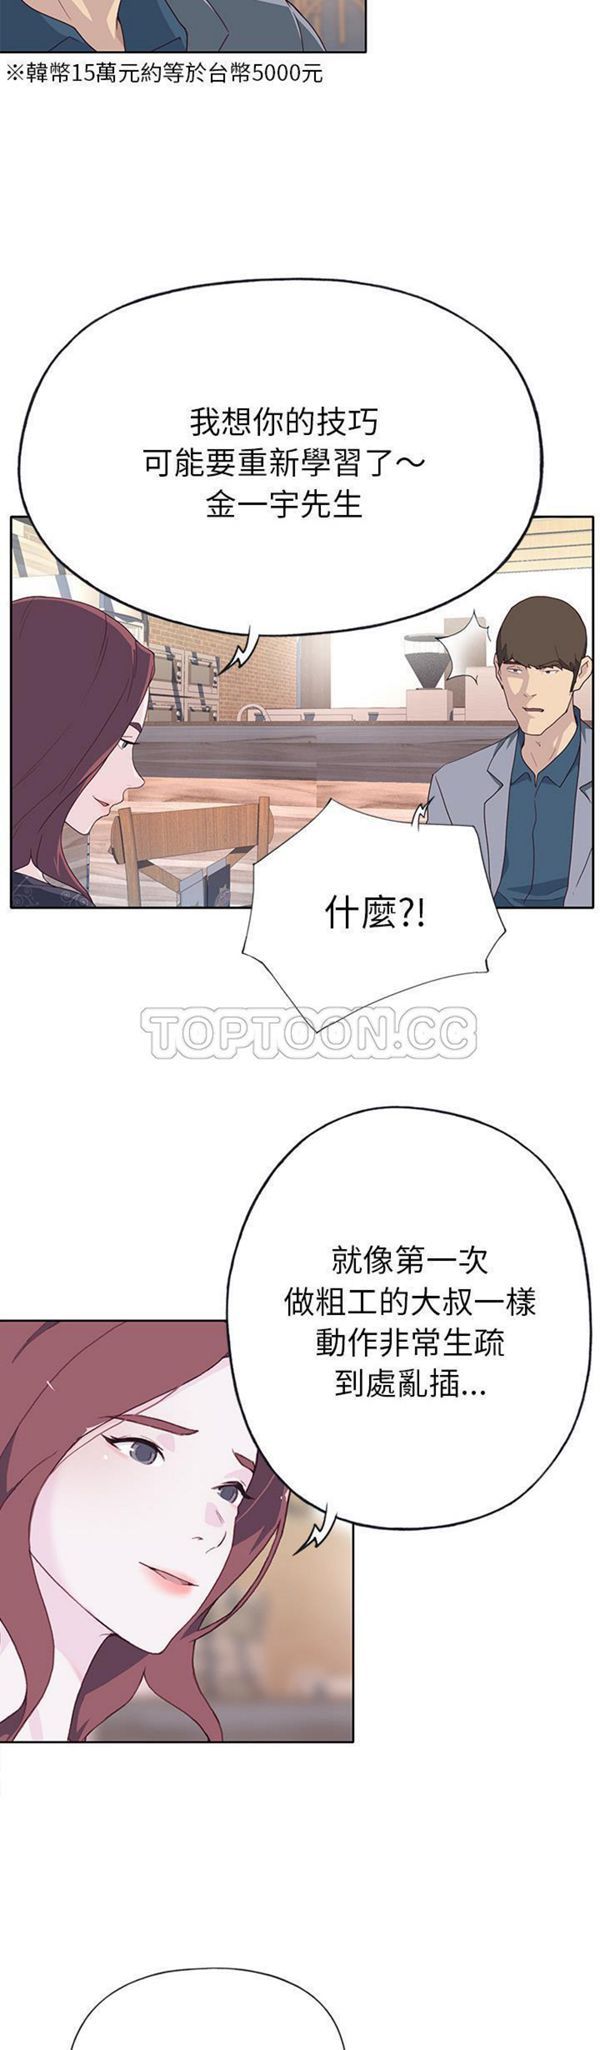 ※韓幣15萬元約等於台幣5000元
我想你的技巧
可能要重新學習了～
金一宇先生
什麼?!
TOPTOON.CC
就像第一次
做粗工的大叔一樣
動作非常生疏
到處亂插...